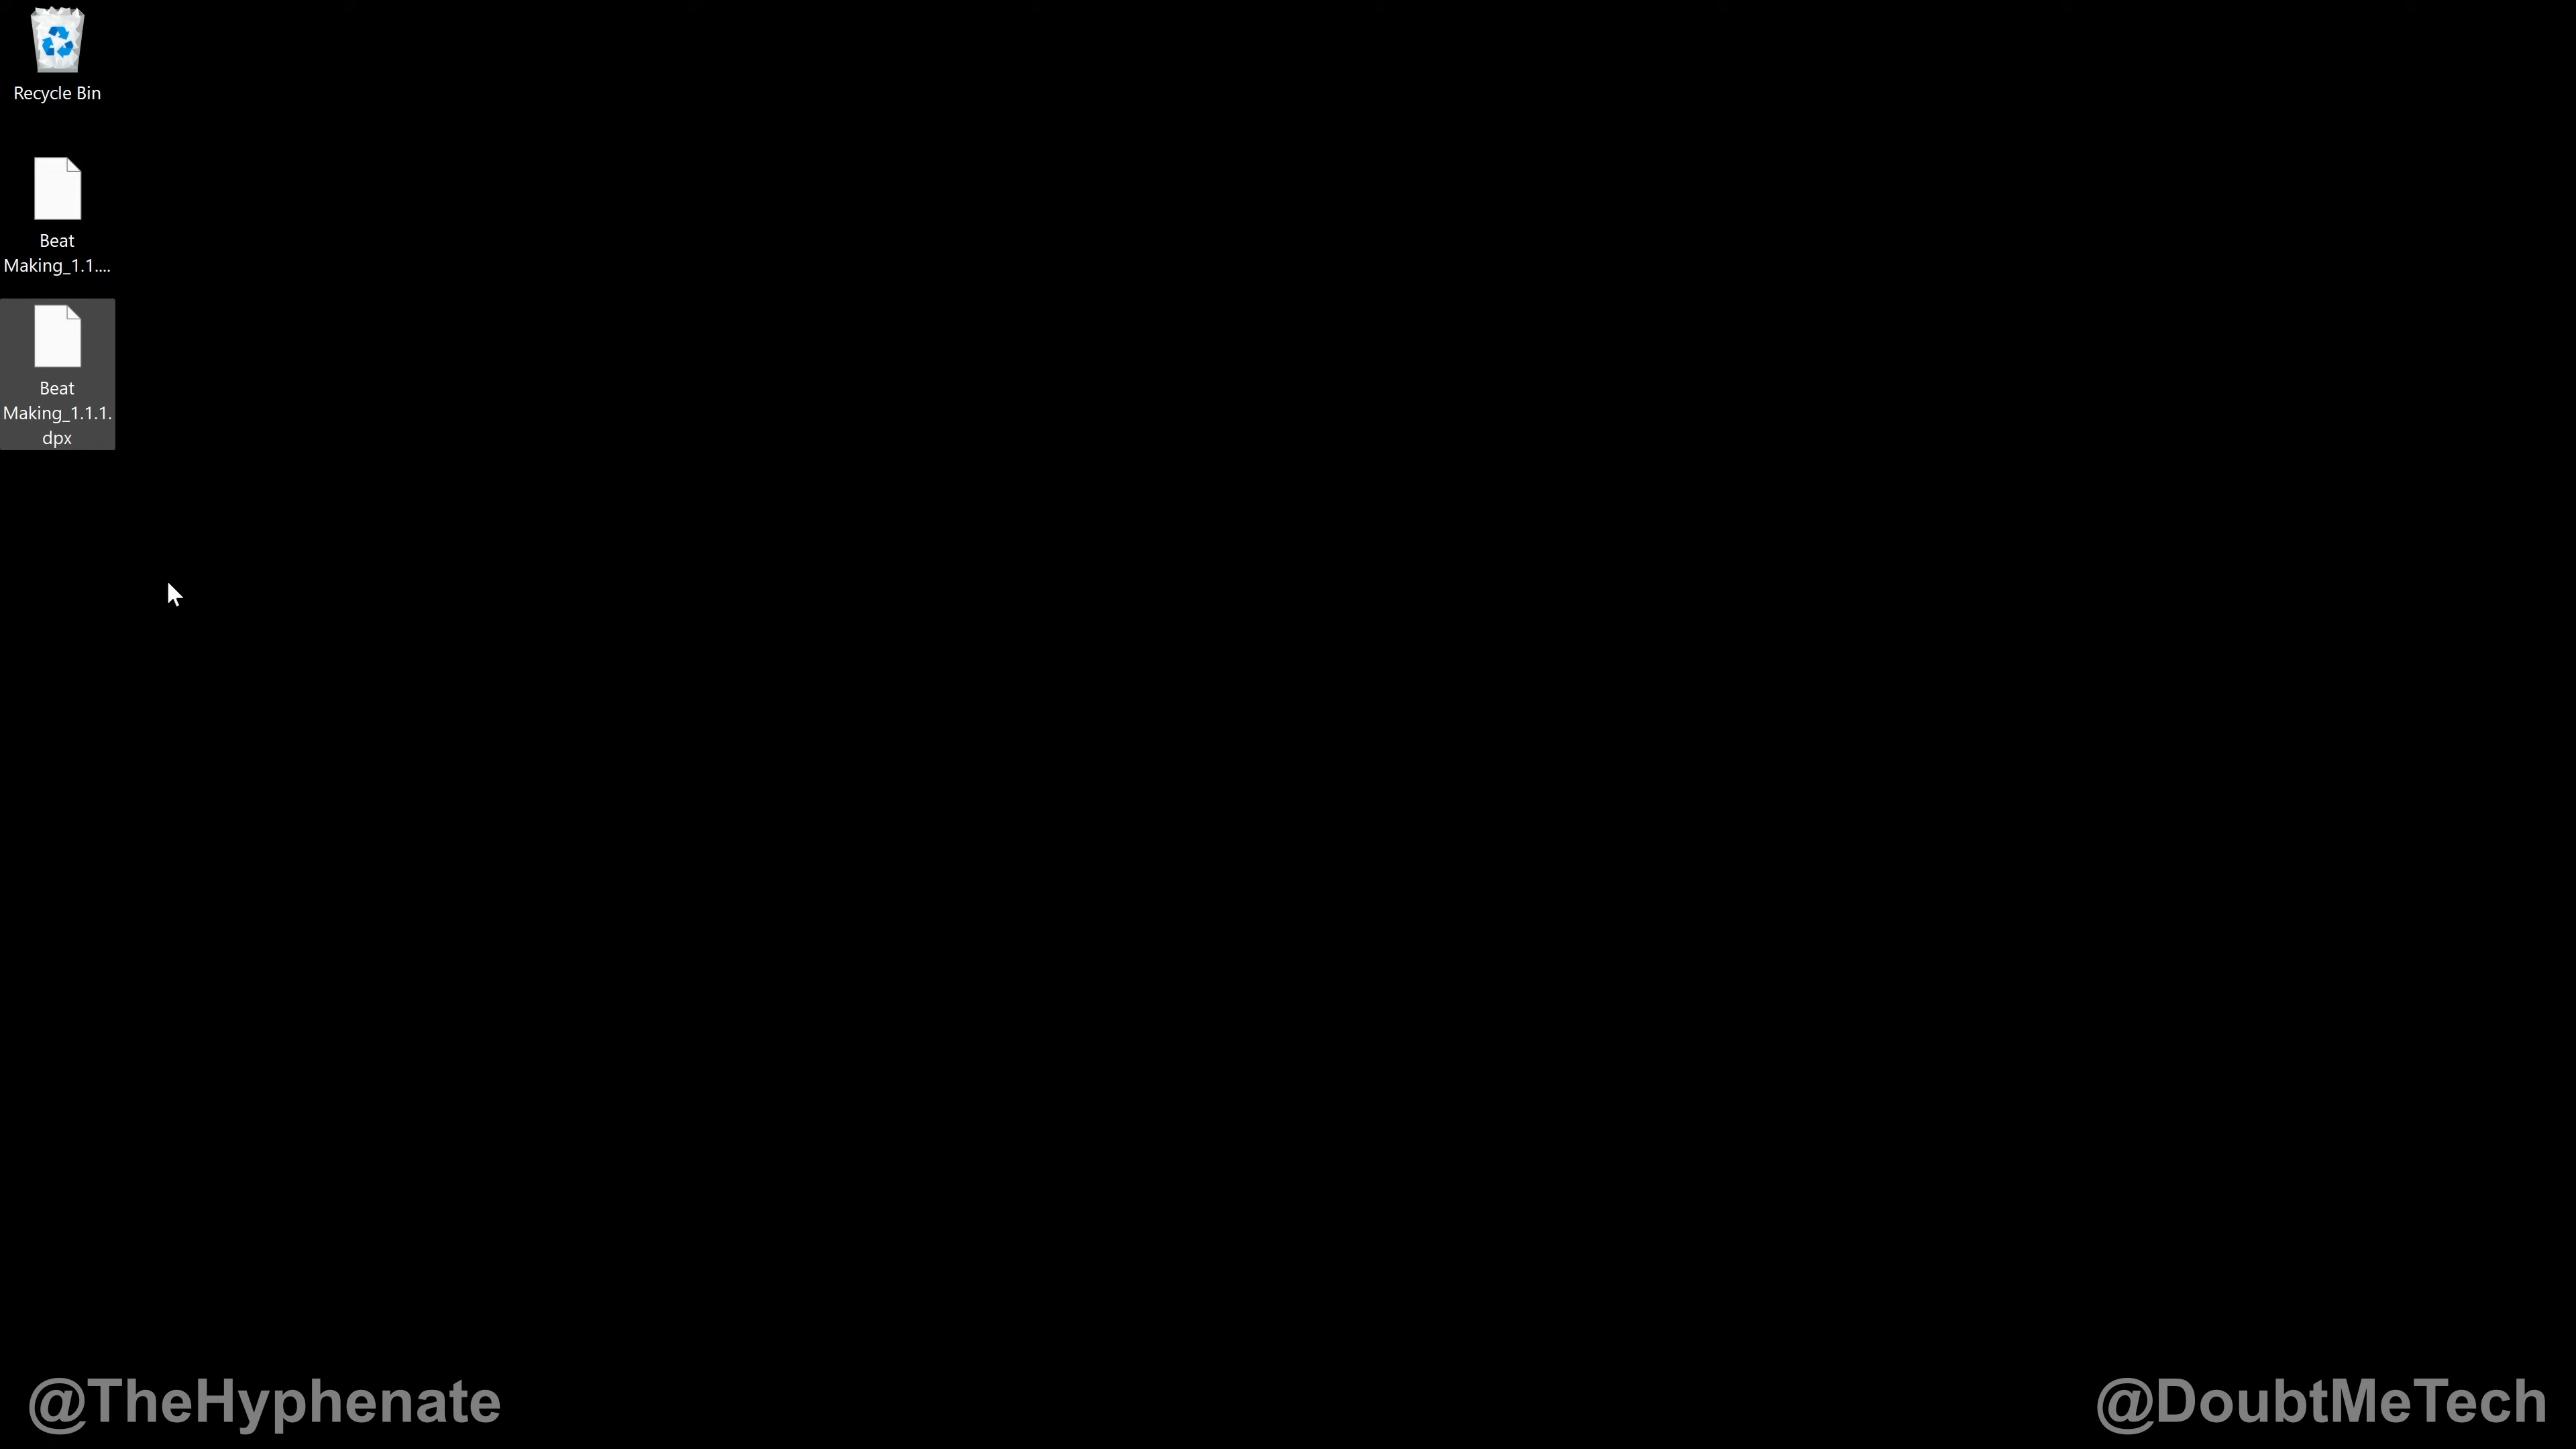 Recycle Bin
Beat
Making_1.1....
Beat
Making_1.1.1.
dpx
@TheHyphenate
@DoubtMeTech